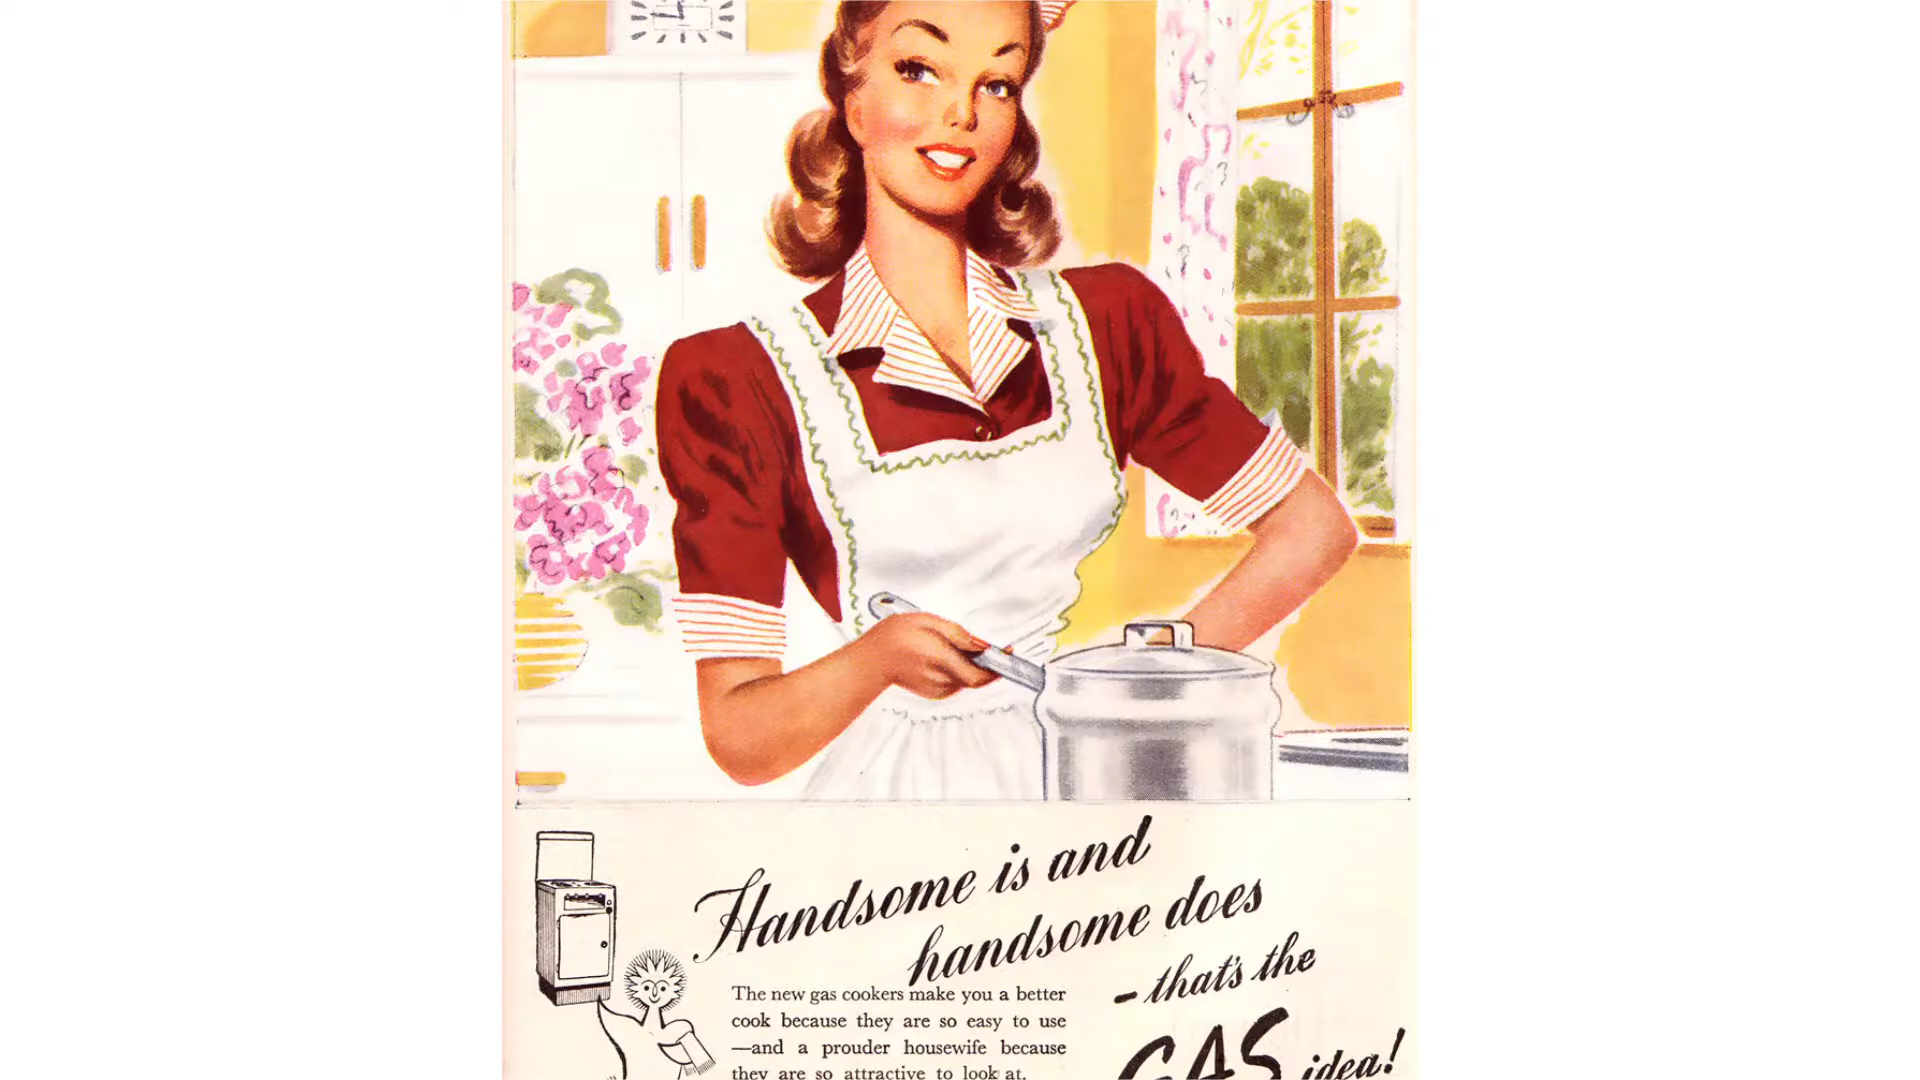 Handsome is and
handsome does
– that's the
GAS idea!
The new gas cookers make you a better
cook because they are so easy to use
—and a prouder housewife because
they are so attractive to look at.